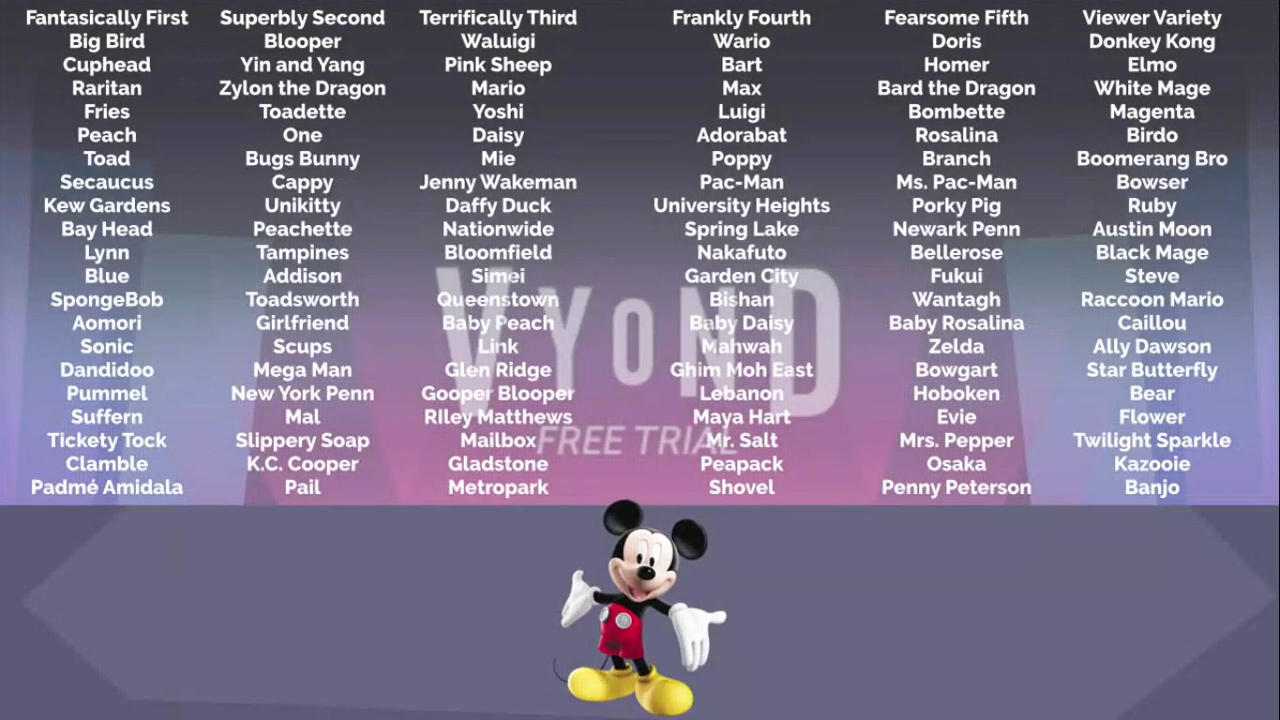 Fantasically First Superbly Second Terrifically Third Frankly Fourth Fearsome Fifth Viewer Variety
Big Bird Blooper Waluigi Wario Doris Donkey Kong
Cuphead Yin and Yang Pink Sheep Bart Homer Elmo
Raritan Zylon the Dragon Mario Max Bard the Dragon White Mage
Fries Toadette Yoshi Luigi Bombette Magenta
Peach One Daisy Adorabat Rosalina Birdo
Toad Bugs Bunny Mie Poppy Branch Boomerang Bro
Secaucus Cappy Jenny Wakeman Pac-Man Ms. Pac-Man Bowser
Kew Gardens Unikitty Daffy Duck University Heights Porky Pig Ruby
Bay Head Peachette Nationwide Spring Lake Newark Penn Austin Moon
Lynn Tampines Bloomfield Nakafuto Bellerose Black Mage
Blue Addison Simei Garden City Fukui Steve
SpongeBob Toadsworth Queenstown Bishan Wantagh Raccoon Mario
Aomori Girlfriend Baby Peach Baby Daisy Baby Rosalina Caillou
Sonic Scups Link Mahwah Zelda Ally Dawson
Dandidoo Mega Man Glen Ridge Ghim Moh East Bowgart Star Butterfly
Pummel New York Penn Gooper Blooper Lebanon Hoboken Bear
Suffern Mal RIley Matthews Maya Hart Evie Flower
Tickety Tock Slippery Soap Mailbox Mr. Salt Mrs. Pepper Twilight Sparkle
Clamble K.C. Cooper Gladstone Peapack Osaka Kazooie
Padmé Amidala Pail Metropark Shovel Penny Peterson Banjo
VYOND
FREE TRIAL